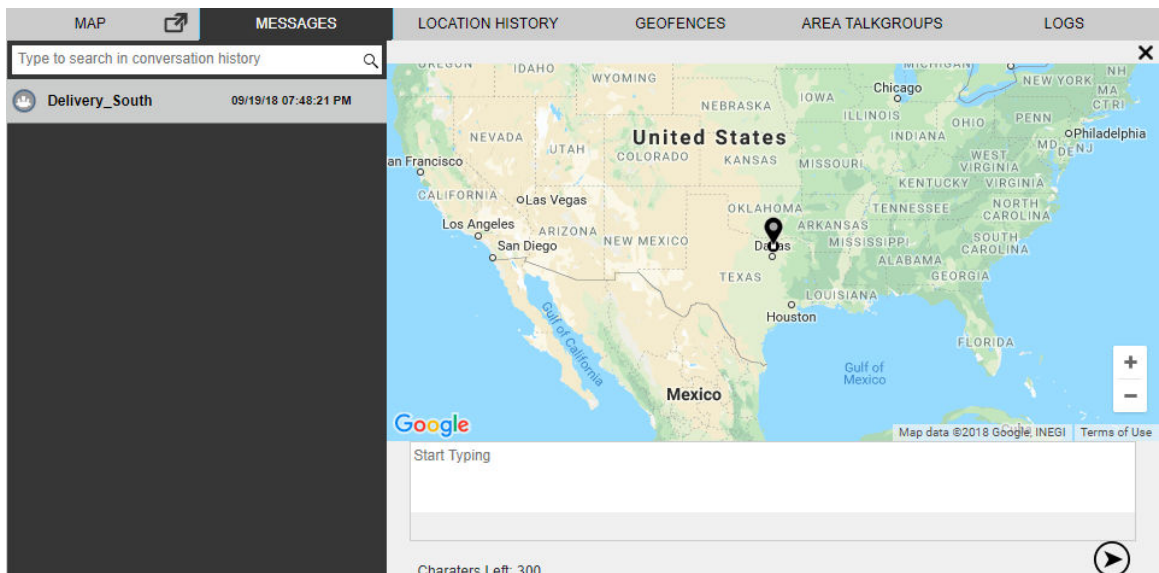 MAP
MESSAGES
LOCATION HISTORY
GEOFENCES
AREA TALKGROUPS
LOGS
Type to search in conversation history
Delivery_South
09/19/18 07:48:21 PM
OREGON
IDAHO
WYOMING
MICHIGAN
NH
NEW YORK
MA
CT RI
Chicago
IOWA
NEBRASKA
ILLINOIS
OHIO
PENN
INDIANA
Philadelphia
MD
DE
NJ
NEVADA
UTAH
United States
COLORADO
KANSAS
MISSOURI
WEST
VIRGINIA
an Francisco
KENTUCKY
VIRGINIA
CALIFORNIA
Las Vegas
OKLAHOMA
TENNESSEE
NORTH
CAROLINA
Los Angeles
ARIZONA
NEW MEXICO
ARKANSAS
San Diego
Dallas
MISSISSIPPI
SOUTH
CAROLINA
ALABAMA
TEXAS
GEORGIA
LOUISIANA
Houston
Gulf of California
FLORIDA
Gulf of
Mexico
Mexico
Cuba
Google
Map data ©2018 Google, INEGI
Terms of Use
Start Typing
Charaters Left: 300